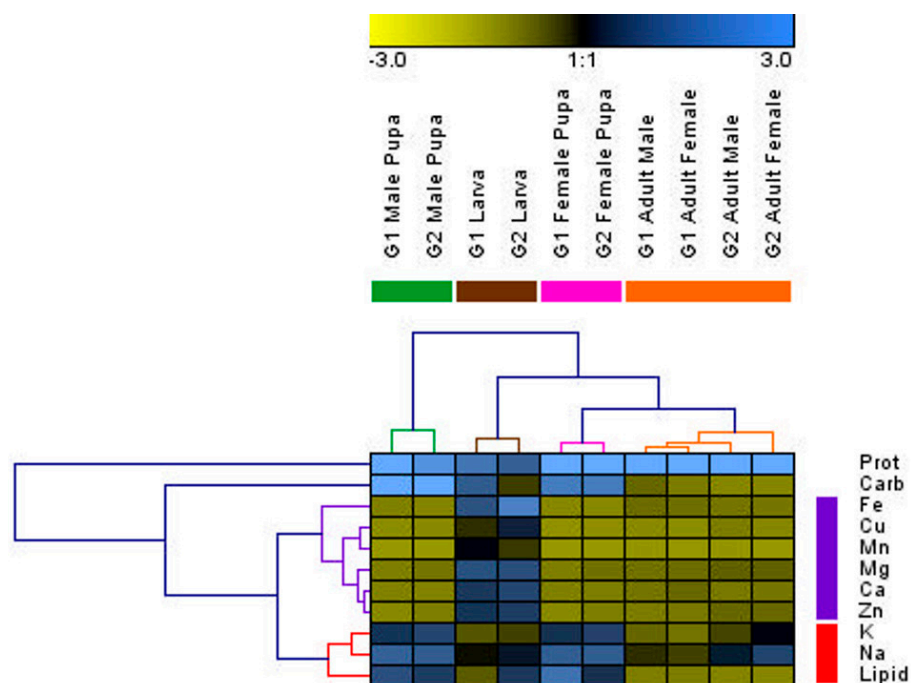 -3.0 1:1 3.0
G1 Male Pupa
G2 Male Pupa
G1 Larva
G2 Larva
G1 Female Pupa
G2 Female Pupa
G1 Adult Male
G1 Adult Female
G2 Adult Male
G2 Adult Female
Prot
Carb
Fe
Cu
Mn
Mg
Ca
Zn
K
Na
Lipid